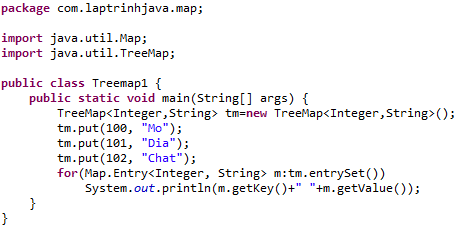 package com.laptrinhjava.map;
import java.util.Map;
import java.util.TreeMap;
public class Treemap1 {
public static void main(String[] args) {
TreeMap<Integer,String> tm=new TreeMap<Integer,String>();
tm.put(100, "Mo");
tm.put(101, "Dia");
tm.put(102, "Chat");
for(Map.Entry<Integer, String> m:tm.entrySet())
System.out.println(m.getKey()+" "+m.getValue());
}
}